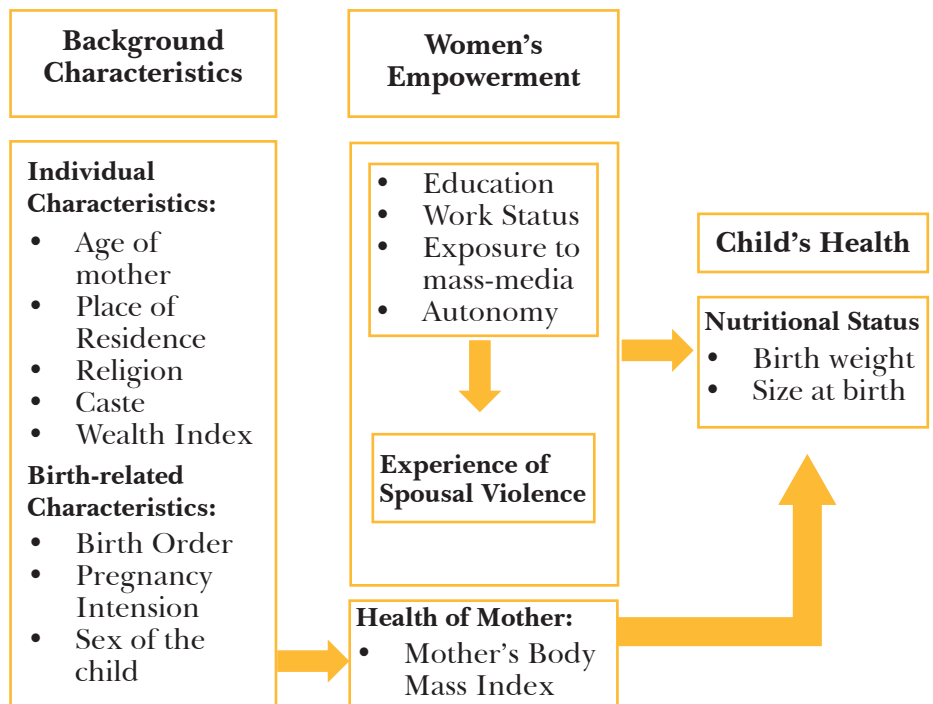 Background
Characteristics
Individual
Characteristics:
• Age of
mother
• Place of
Residence
• Religion
• Caste
• Wealth Index
Birth-related
Characteristics:
• Birth Order
• Pregnancy
Intension
• Sex of the
child
Women’s
Empowerment
• Education
• Work Status
• Exposure to
mass-media
• Autonomy
Experience of
Spousal Violence
Health of Mother:
• Mother’s Body
Mass Index
Child’s Health
Nutritional Status
• Birth weight
• Size at birth